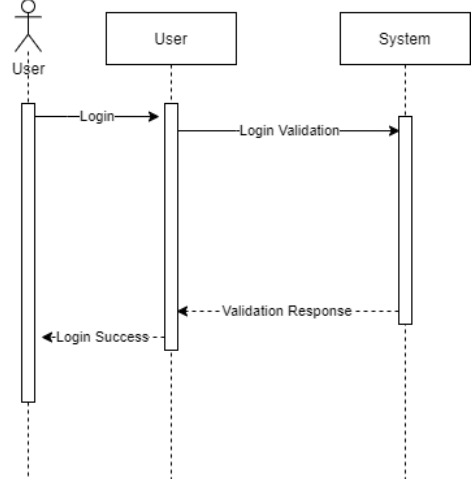 User
User
System
Login
Login Validation
Validation Response
Login Success